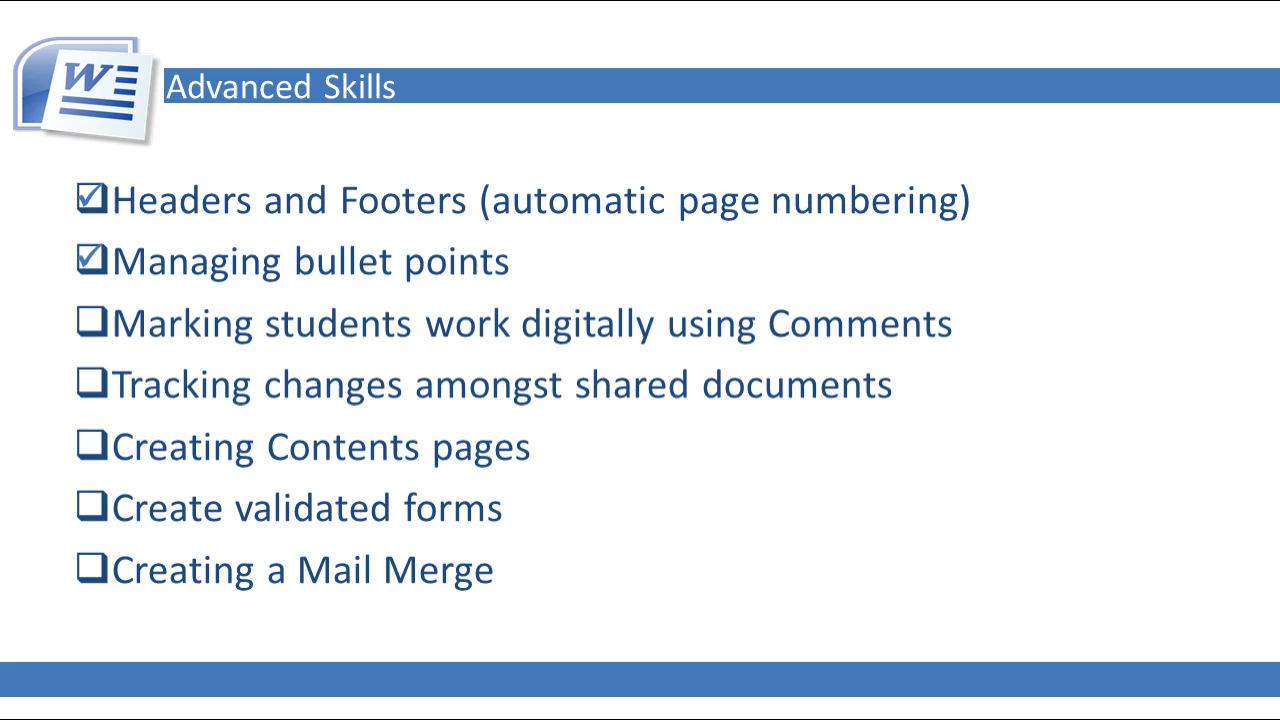 W
Advanced Skills
Headers and Footers (automatic page numbering)
Managing bullet points
Marking students work digitally using Comments
Tracking changes amongst shared documents
Creating Contents pages
Create validated forms
Creating a Mail Merge